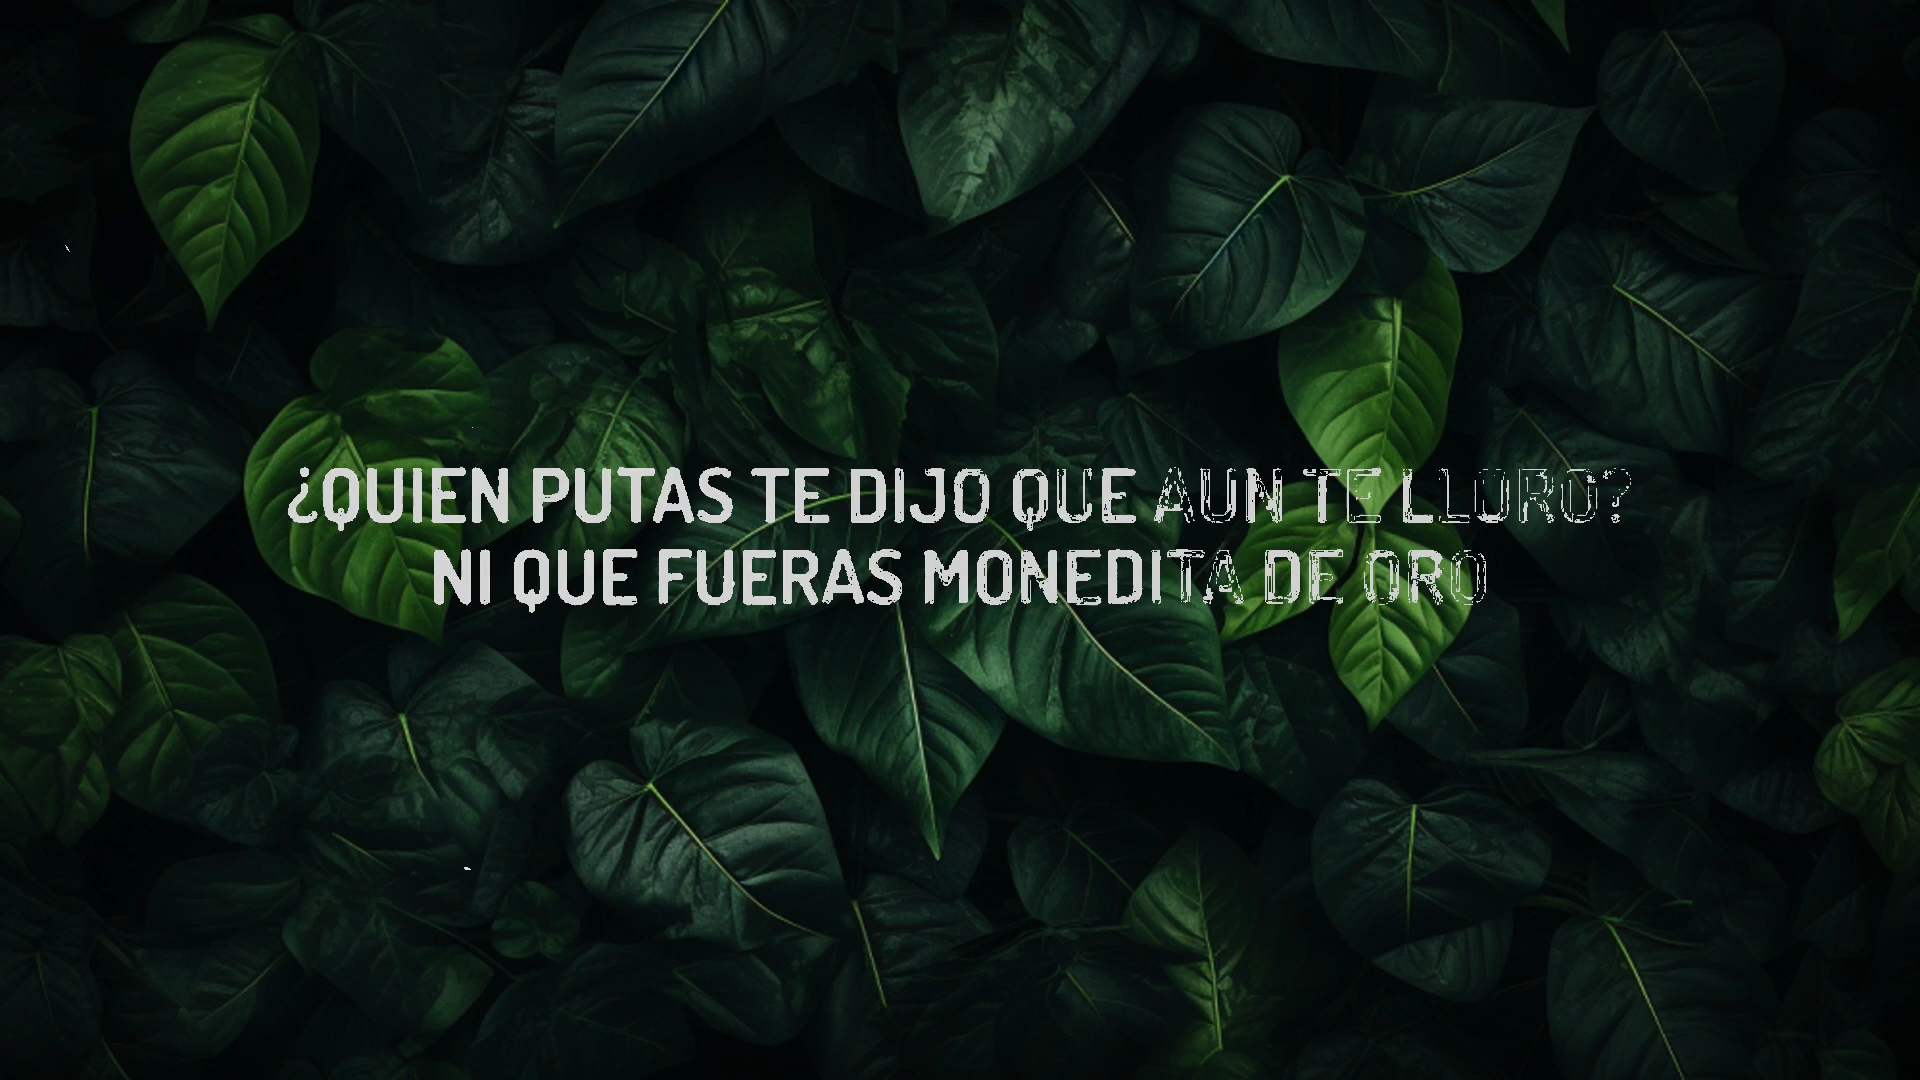 ¿QUIEN PUTAS TE DIJO QUE AUN TE LLORO?
NI QUE FUERAS MONEDITA DE ORO